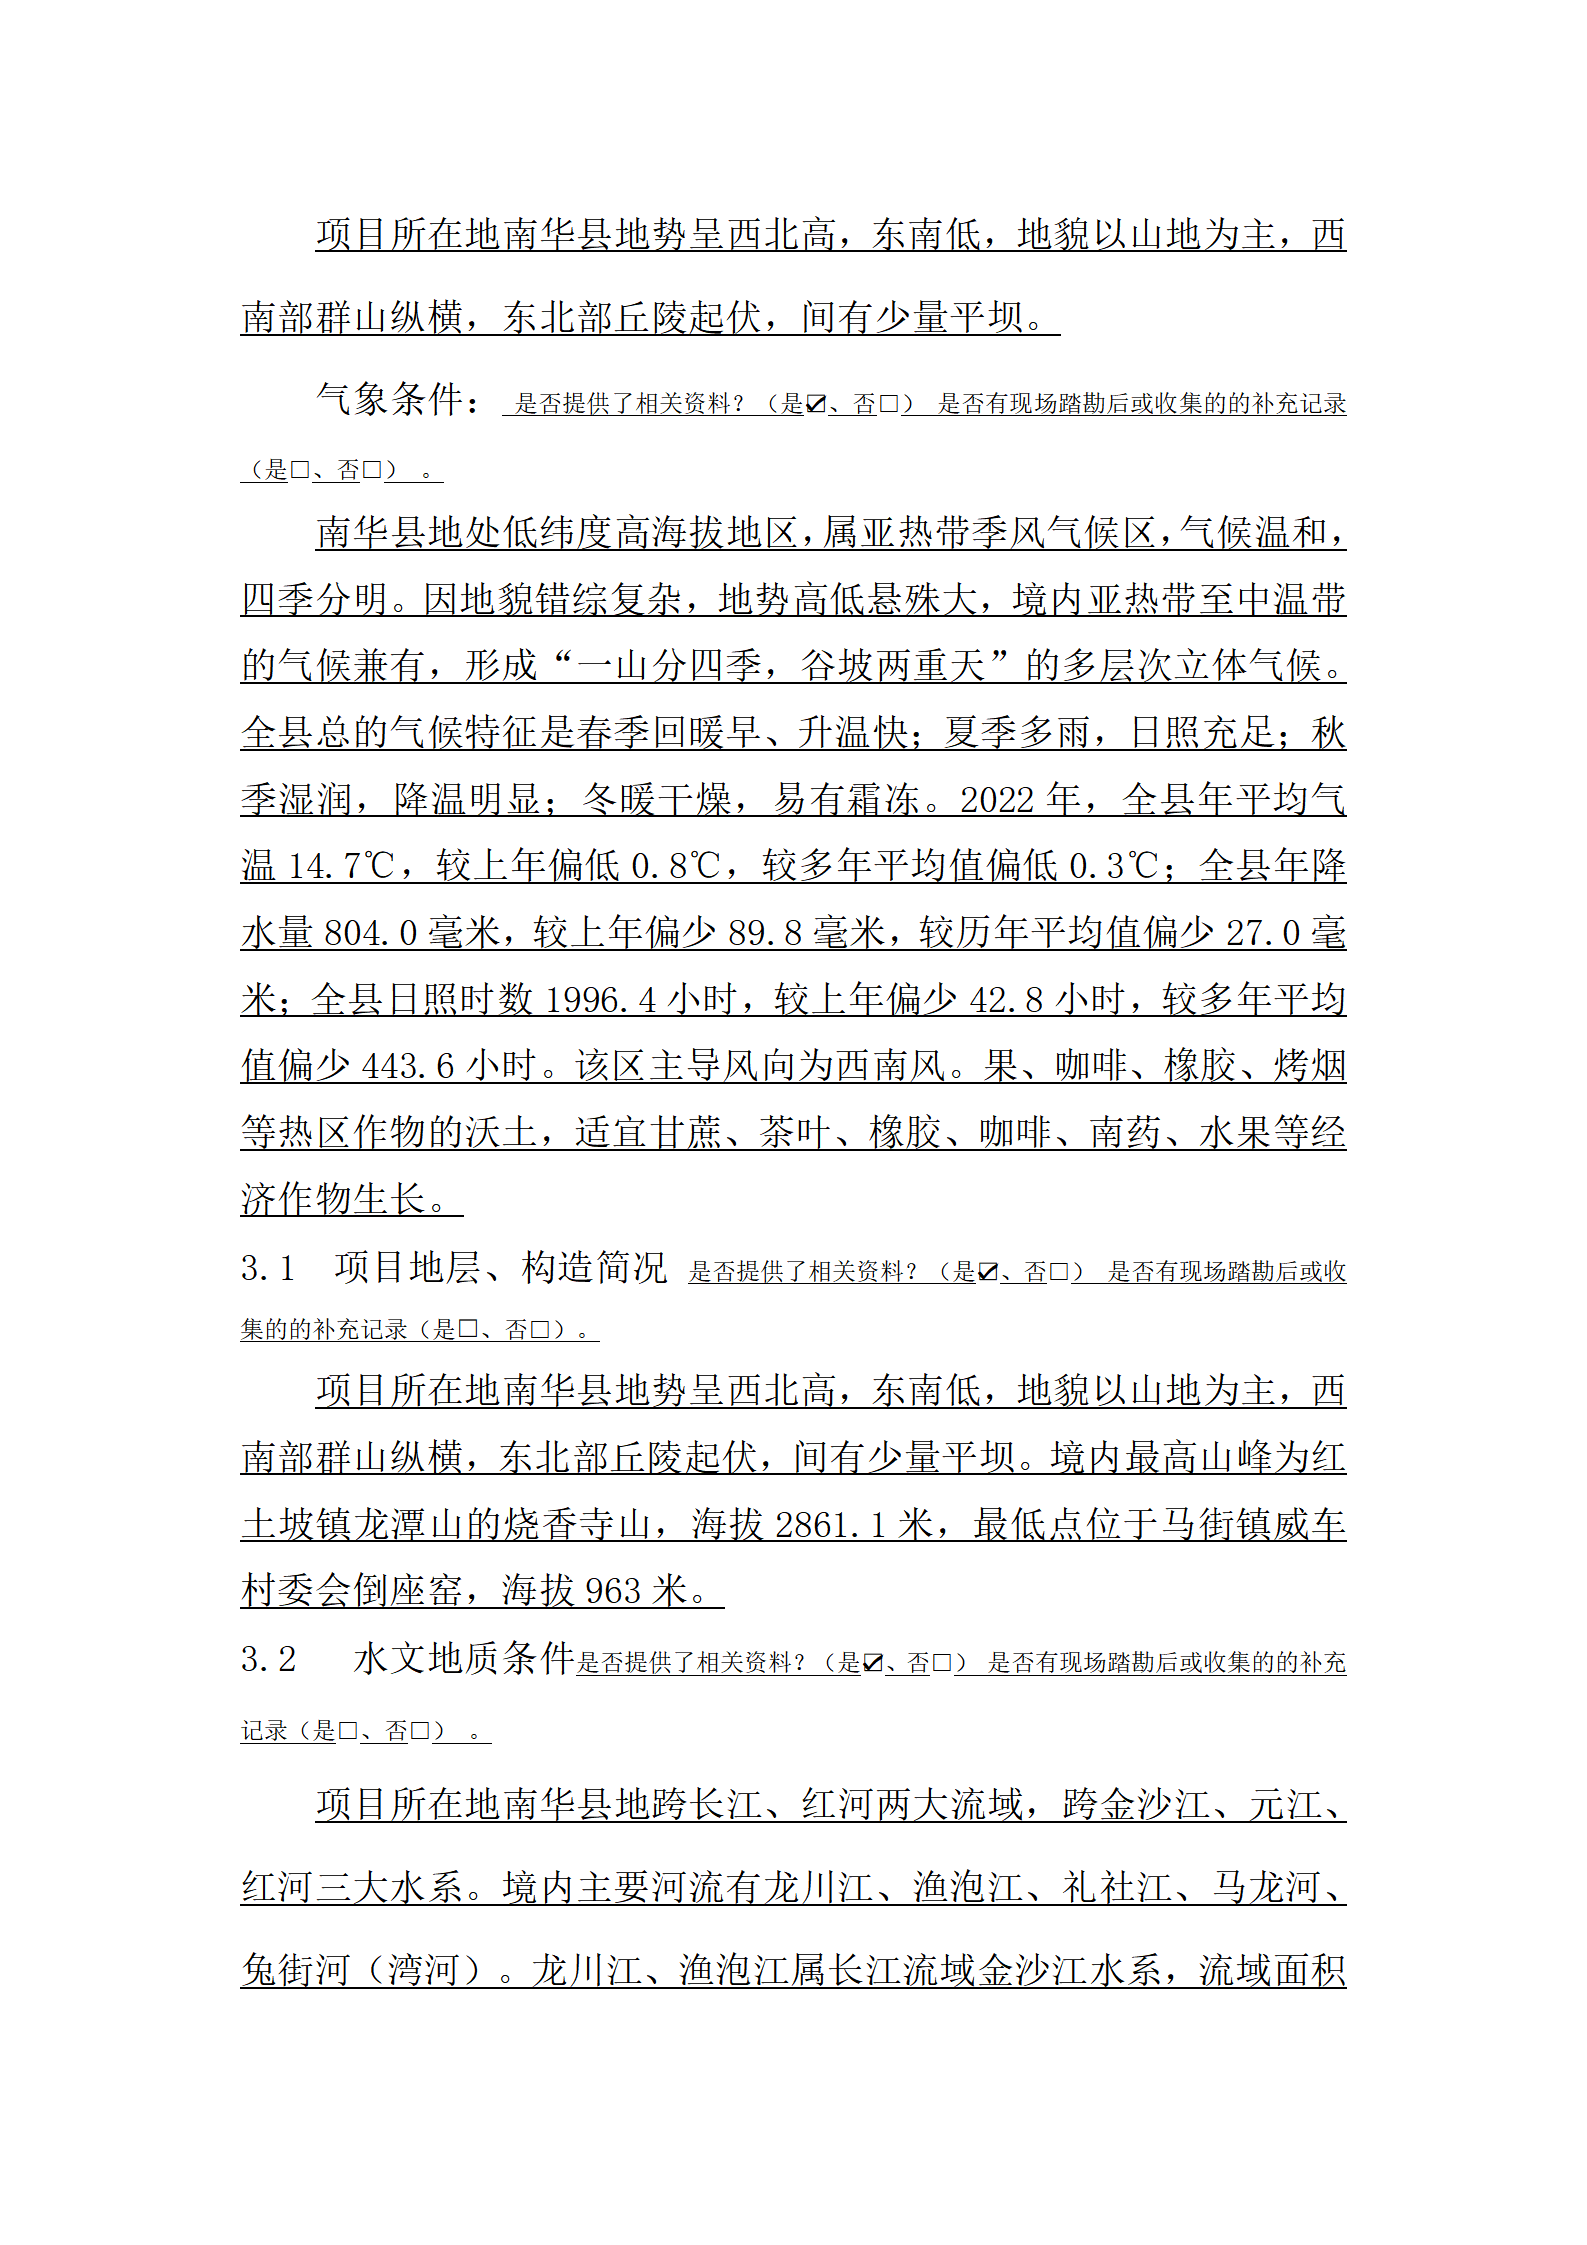 项目所在地南华县地势呈西北高，东南低，地貌以山地为主，西
南部群山纵横，东北部丘陵起伏，间有少量平坝。
气象条件： 是否提供了相关资料？（是☑、否□） 是否有现场踏勘后或收集的的补充记录
（是□、否□） 。
南华县地处低纬度高海拔地区，属亚热带季风气候区，气候温和，
四季分明。因地貌错综复杂，地势高低悬殊大，境内亚热带至中温带
的气候兼有，形成“一山分四季，谷坡两重天”的多层次立体气候。
全县总的气候特征是春季回暖早、升温快；夏季多雨，日照充足；秋
季湿润，降温明显；冬暖干燥，易有霜冻。2022 年，全县年平均气
温 14.7℃，较上年偏低 0.8℃，较多年平均值偏低 0.3℃；全县年降
水量 804.0 毫米，较上年偏少 89.8 毫米，较历年平均值偏少 27.0 毫
米；全县日照时数 1996.4 小时，较上年偏少 42.8 小时，较多年平均
值偏少 443.6 小时。该区主导风向为西南风。果、咖啡、橡胶、烤烟
等热区作物的沃土，适宜甘蔗、茶叶、橡胶、咖啡、南药、水果等经
济作物生长。
3.1 项目地层、构造简况 是否提供了相关资料？（是☑、否□） 是否有现场踏勘后或收
集的的补充记录（是□、否□）。
项目所在地南华县地势呈西北高，东南低，地貌以山地为主，西
南部群山纵横，东北部丘陵起伏，间有少量平坝。境内最高山峰为红
土坡镇龙潭山的烧香寺山，海拔 2861.1 米，最低点位于马街镇威车
村委会倒座窑，海拔 963 米。
3.2 水文地质条件是否提供了相关资料？（是☑、否□） 是否有现场踏勘后或收集的的补充
记录（是□、否□） 。
项目所在地南华县地跨长江、红河两大流域，跨金沙江、元江、
红河三大水系。境内主要河流有龙川江、渔泡江、礼社江、马龙河、
兔街河（湾河）。龙川江、渔泡江属长江流域金沙江水系，流域面积